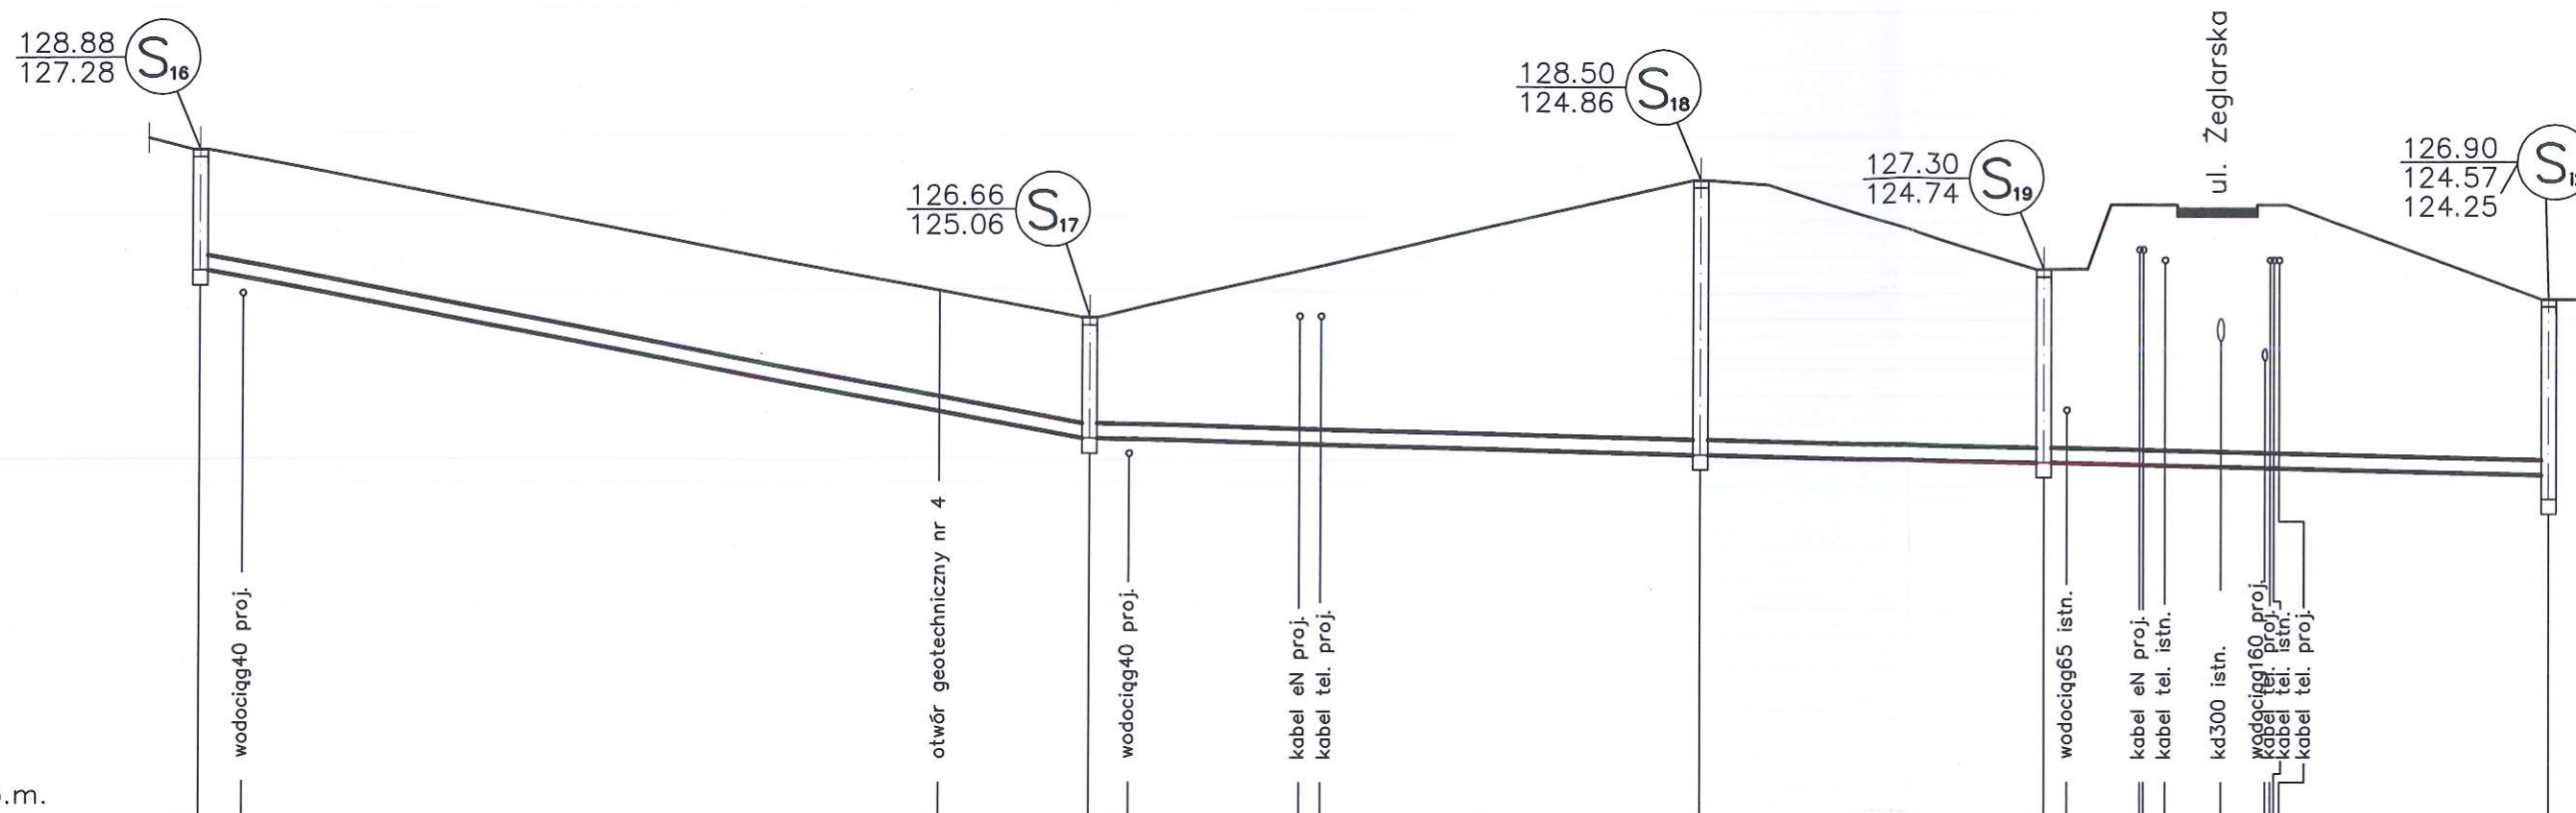 128.88
127.28
S16
126.66
125.06
S17
128.50
124.86
S18
127.30
124.74
S19
ul. Żeglarska
126.90
124.57
124.25
wodociąg40 proj.
otwór geotechniczny nr 4
wodociąg40 proj.
kabel eN proj.
kabel tel. proj.
wodociąg65 istn.
kabel eN proj.
kabel tel. istn.
kd300 istn.
wodociąg160 proj.
kabel tel. proj.
kabel tel. istn.
kabel tel. proj.
.m.